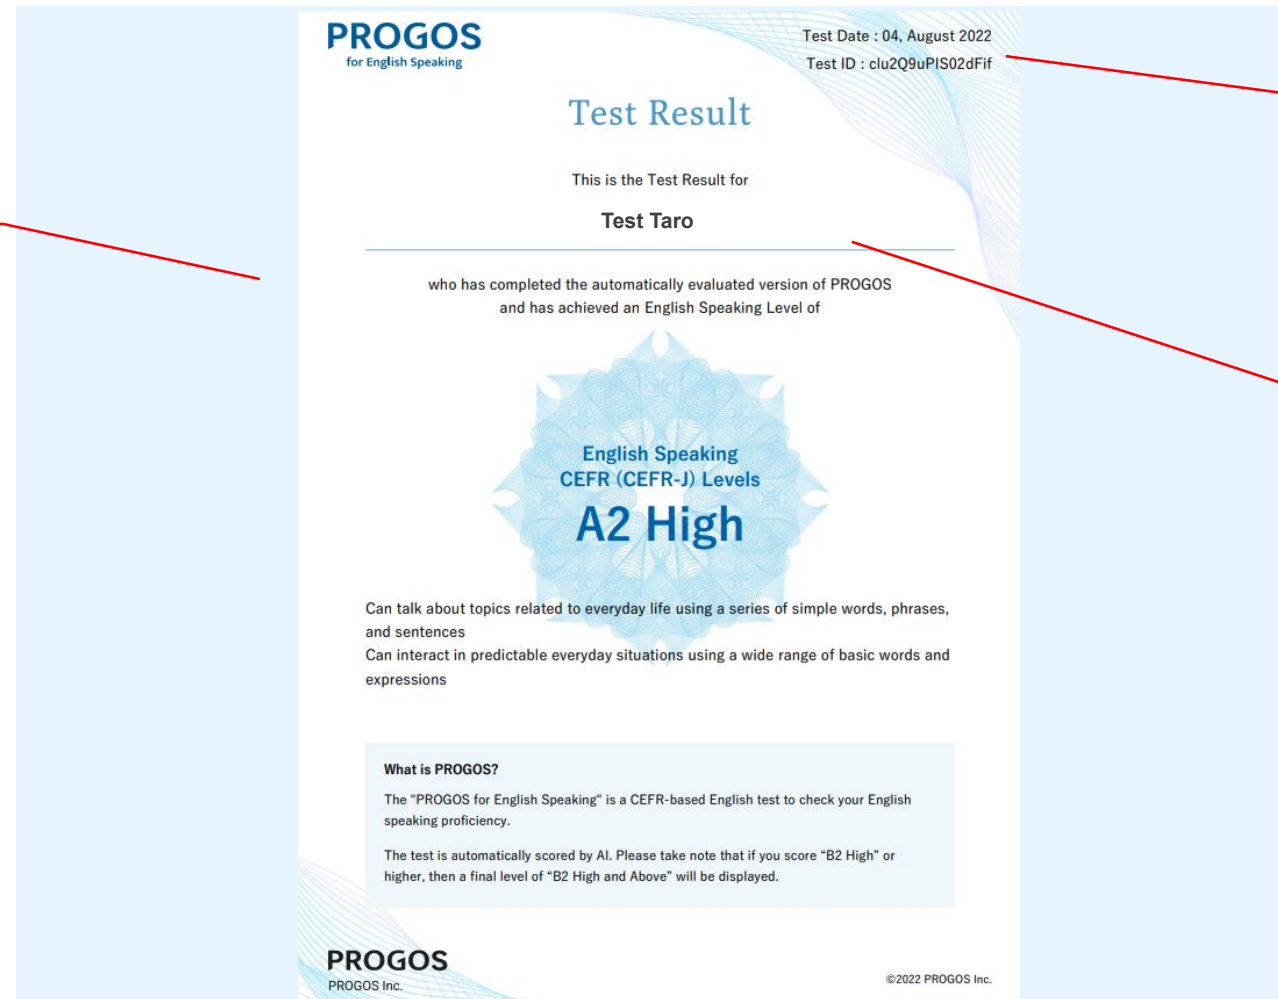 PROGOS
for English Speaking
Test Date : 04, August 2022
Test ID : clu2Q9uPIS02dFif
Test Result
This is the Test Result for
Test Taro
who has completed the automatically evaluated version of PROGOS
and has achieved an English Speaking Level of
English Speaking
CEFR (CEFR-J) Levels
A2 High
Can talk about topics related to everyday life using a series of simple words, phrases,
and sentences
Can interact in predictable everyday situations using a wide range of basic words and
expressions
What is PROGOS?
The "PROGOS for English Speaking" is a CEFR-based English test to check your English
speaking proficiency.
The test is automatically scored by AI. Please take note that if you score “B2 High” or
higher, then a final level of “B2 High and Above” will be displayed.
PROGOS
PROGOS Inc.
©2022 PROGOS Inc.